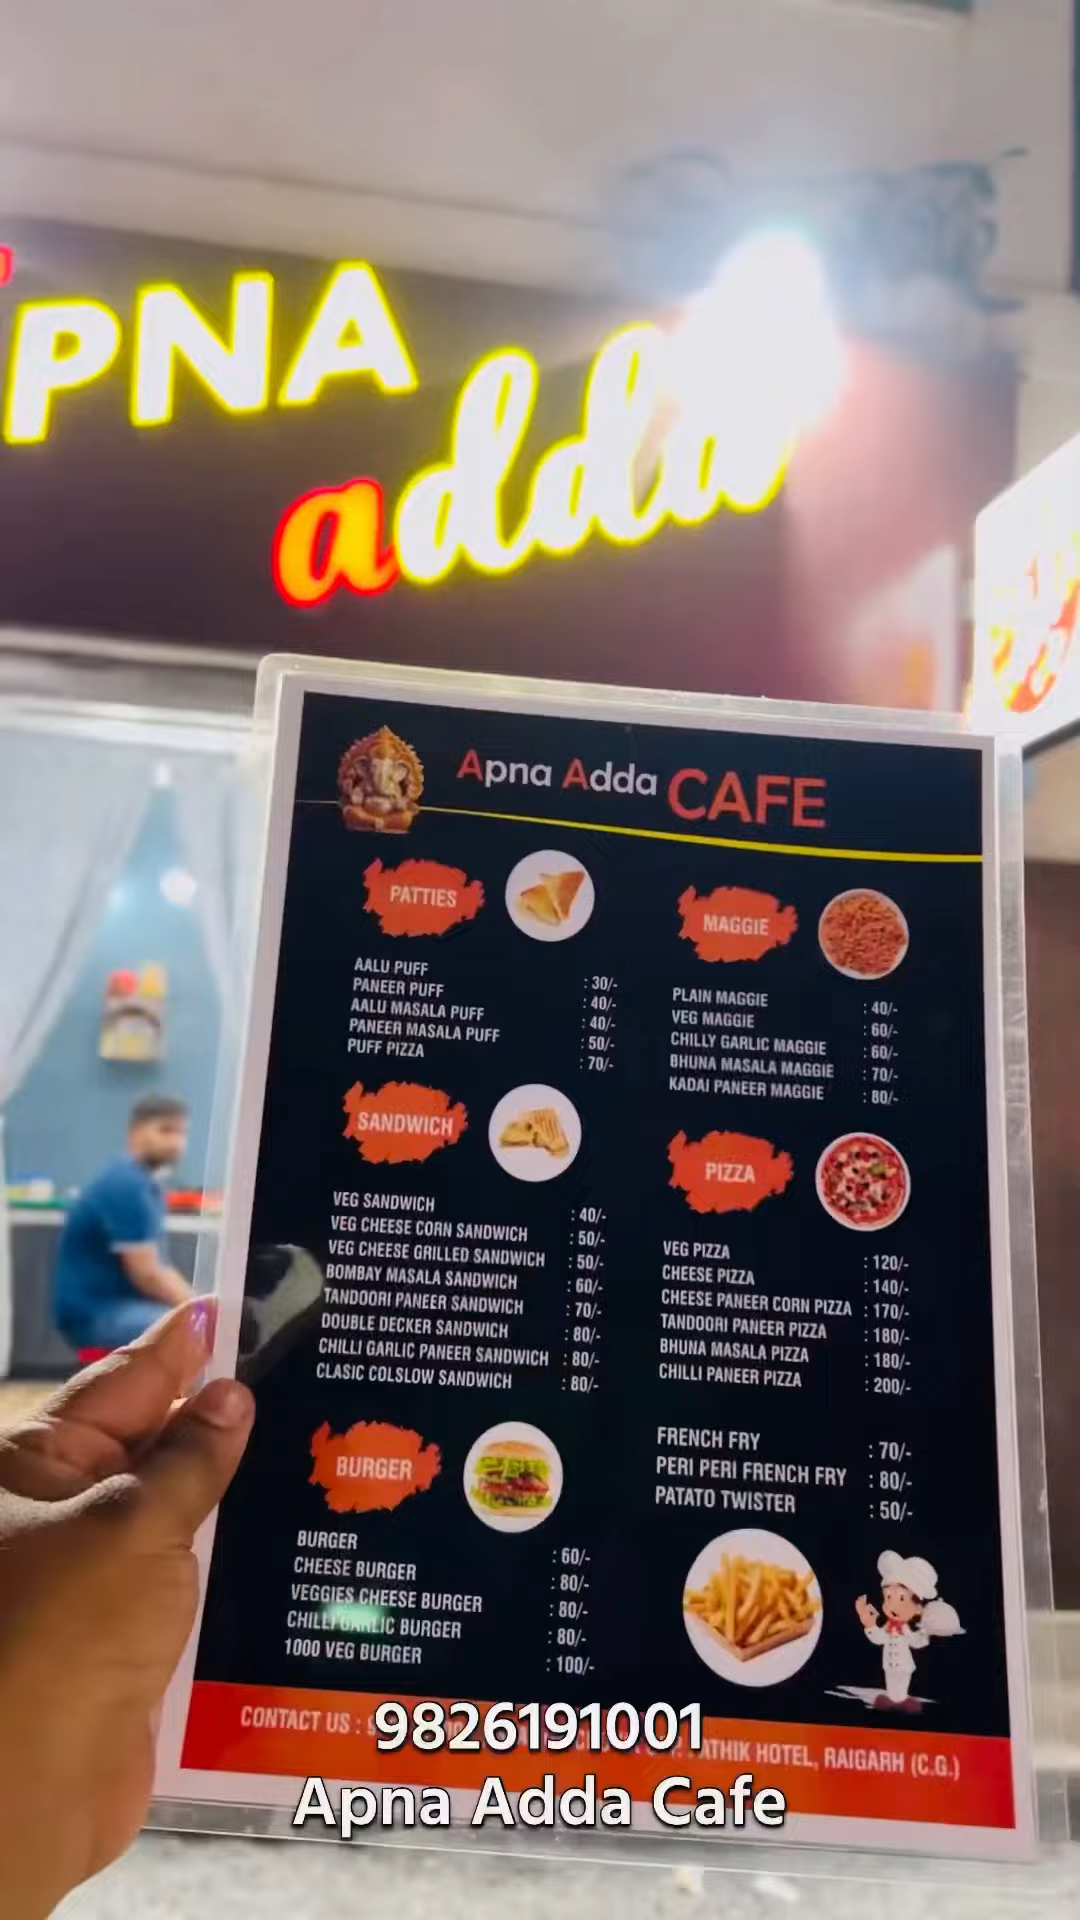 PNA
adda
Apna Adda CAFE
PATTIES
AALU PUFF : 30/-
PANEER PUFF : 40/-
AALU MASALA PUFF : 40/-
PANEER MASALA PUFF : 50/-
PUFF PIZZA : 70/-
SANDWICH
VEG SANDWICH : 40/-
VEG CHEESE CORN SANDWICH : 50/-
VEG CHEESE GRILLED SANDWICH : 50/-
BOMBAY MASALA SANDWICH : 60/-
TANDOORI PANEER SANDWICH : 70/-
DOUBLE DECKER SANDWICH : 80/-
CHILLI GARLIC PANEER SANDWICH : 80/-
CLASIC COLSLOW SANDWICH : 80/-
BURGER
BURGER : 60/-
CHEESE BURGER : 80/-
VEGGIES CHEESE BURGER : 80/-
CHILLI GARLIC BURGER : 80/-
1000 VEG BURGER : 100/-
MAGGIE
PLAIN MAGGIE : 40/-
VEG MAGGIE : 60/-
CHILLY GARLIC MAGGIE : 60/-
BHUNA MASALA MAGGIE : 70/-
KADAI PANEER MAGGIE : 80/-
PIZZA
VEG PIZZA : 120/-
CHEESE PIZZA : 140/-
CHEESE PANEER CORN PIZZA : 170/-
TANDOORI PANEER PIZZA : 180/-
BHUNA MASALA PIZZA : 180/-
CHILLI PANEER PIZZA : 200/-
FRENCH FRY : 70/-
PERI PERI FRENCH FRY : 80/-
PATATO TWISTER : 50/-
CONTACT US : HOTEL, RAIGARH (C.G.)
9826191001
Apna Adda Cafe